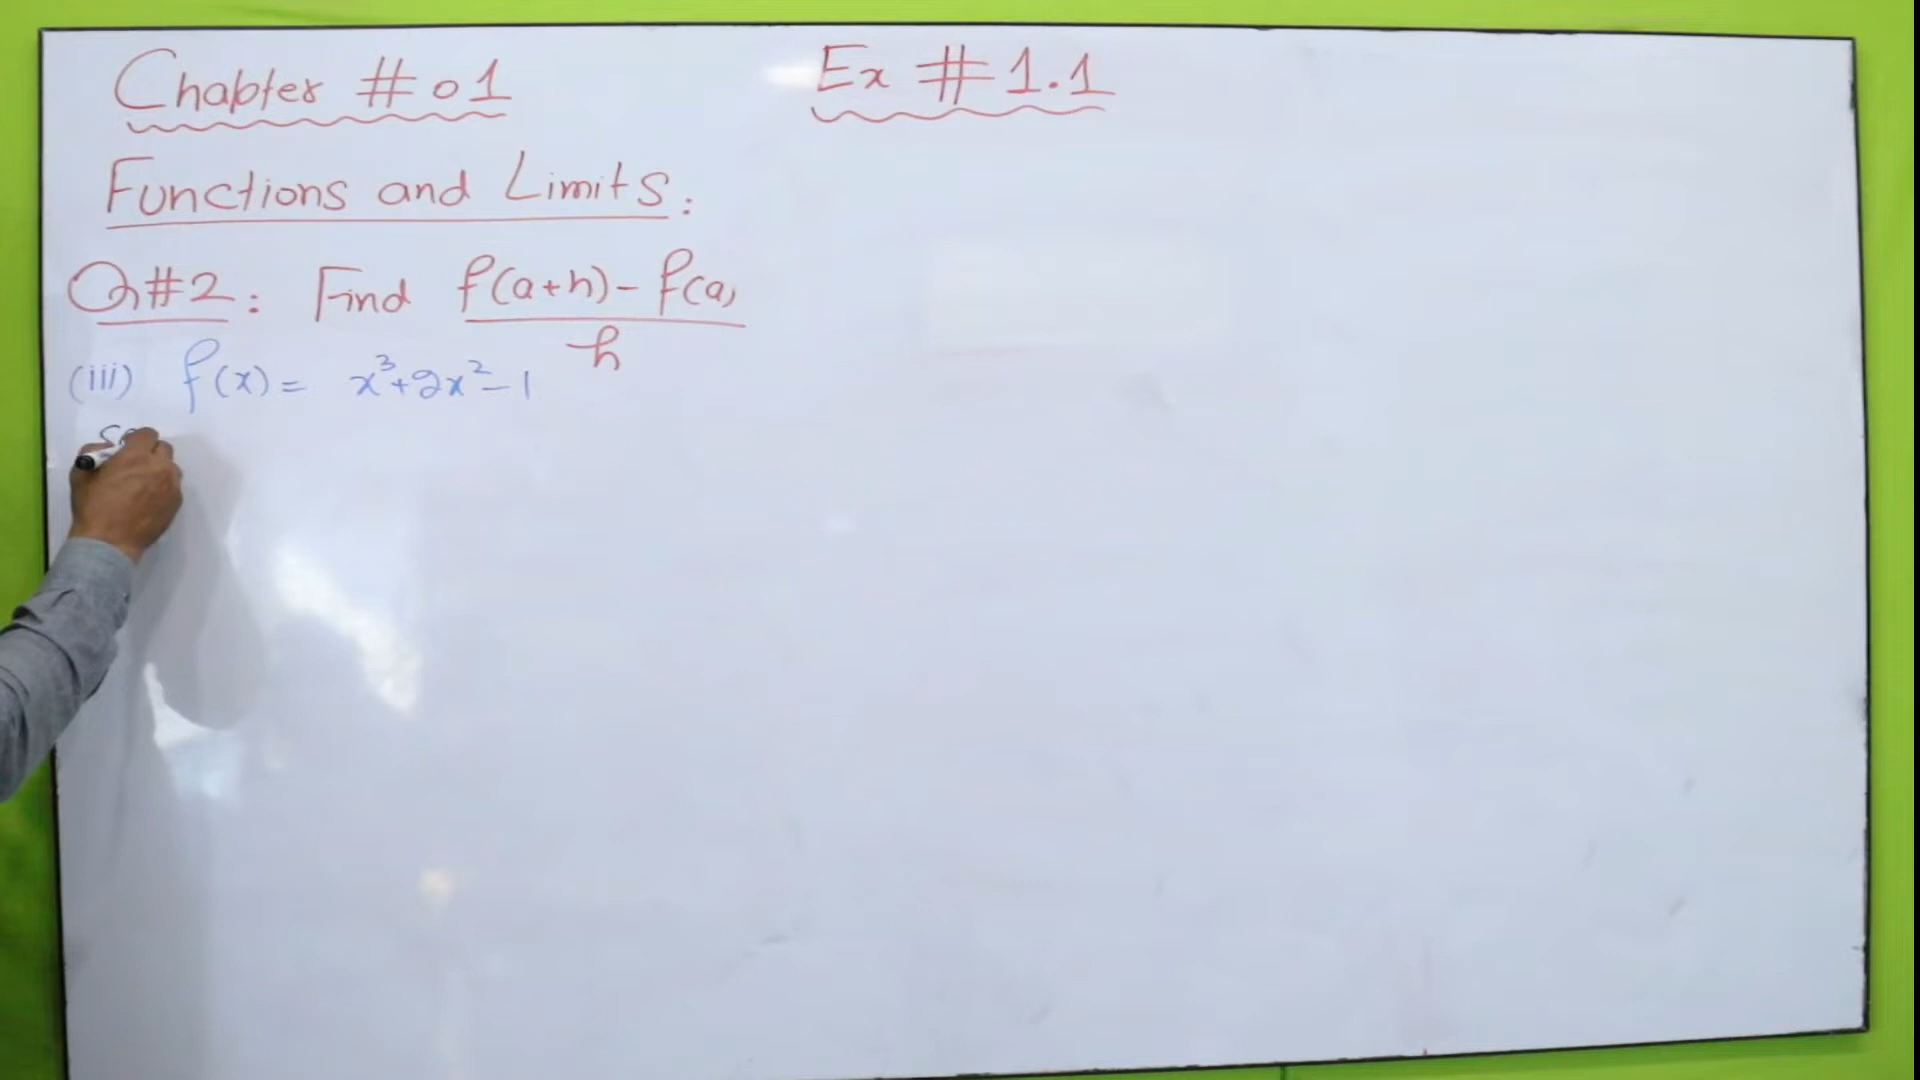 Chapter # 01
Ex # 1.1
Functions and Limits:
Q#2: Find f(a+h) - f(a) / h
(iii) f(x) = x³+2x²-1